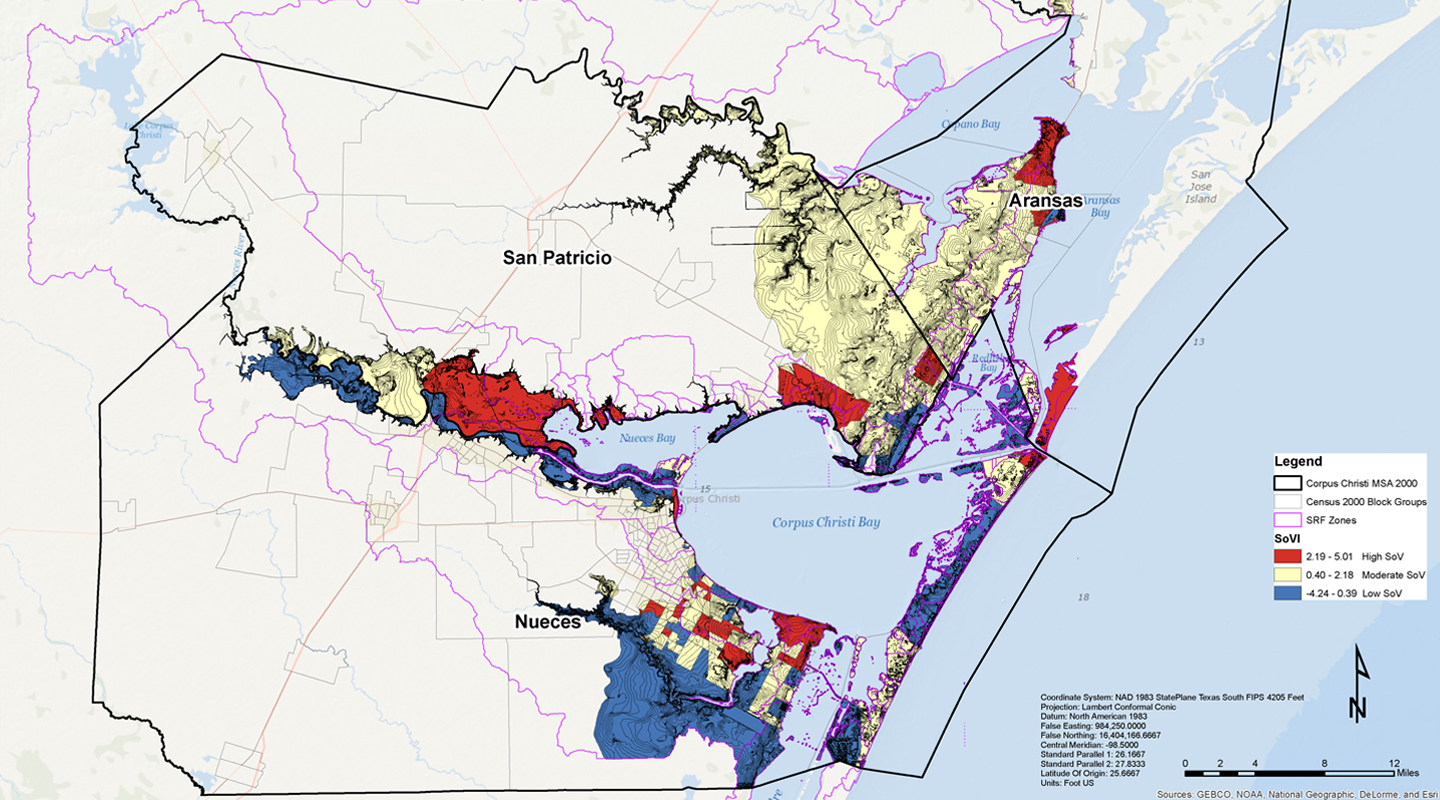 Lake Corpus
Christi
Copano Bay
San
Jose
Island
Aransas
Aransas
Bay
Nueces River
San Patricio
13
Redfish
Bay
Nueces Bay
15
Corpus Christi
Corpus Christi Bay
18
Nueces
Legend
Corpus Christi MSA 2000
Census 2000 Block Groups
SRF Zones
SoVI
2.19 - 5.01 High SoV
0.40 - 2.18 Moderate SoV
-4.24 - 0.39 Low SoV
N
Coordinate System: NAD 1983 StatePlane Texas South FIPS 4205 Feet
Projection: Lambert Conformal Conic
Datum: North American 1983
False Easting: 984,250.0000
False Northing: 16,404,166.6667
Central Meridian: -98.5000
Standard Parallel 1: 26.1667
Standard Parallel 2: 27.8333
Latitude Of Origin: 25.6667
Units: Foot US
0 2 4 8 12
Miles
Sources: GEBCO, NOAA, National Geographic, DeLorme, and Esri